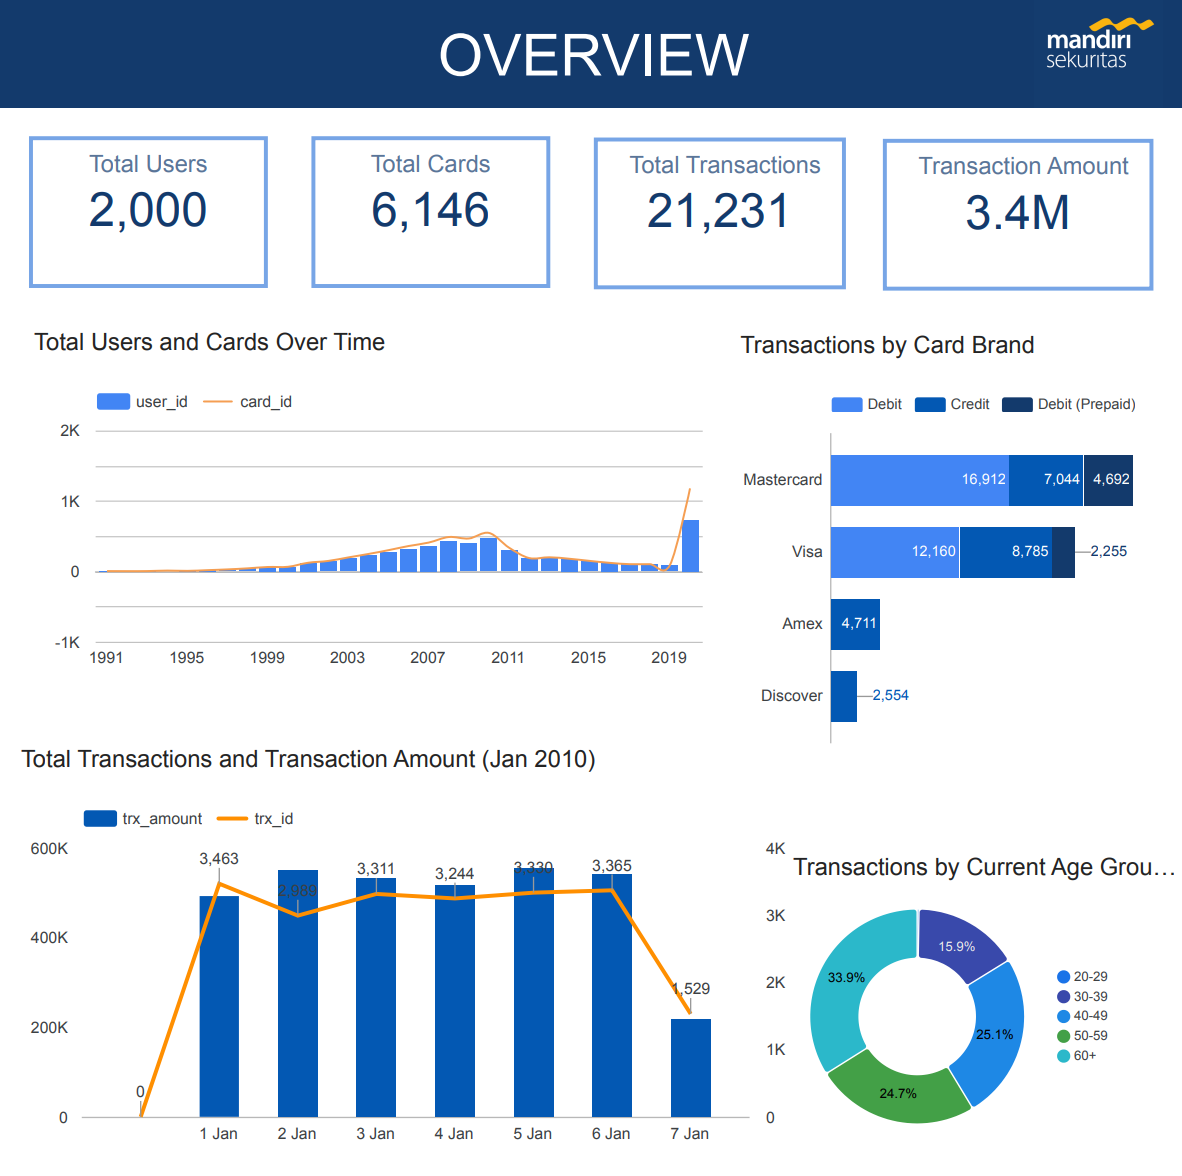 OVERVIEW
mandiri
sekuritas
Total Users
2,000
Total Cards
6,146
Total Transactions
21,231
Transaction Amount
3.4M
Total Users and Cards Over Time
user_id
card_id
2K
1K
0
-1K
1991 1995 1999 2003 2007 2011 2015 2019
Transactions by Card Brand
Debit Credit Debit (Prepaid)
Mastercard 16,912 7,044 4,692
Visa 12,160 8,785 2,255
Amex 4,711
Discover 2,554
Total Transactions and Transaction Amount (Jan 2010)
trx_amount
trx_id
600K
400K
200K
0
4K
3K
2K
1K
0
0 3,463 2,989 3,311 3,244 3,330 3,365 1,529
1 Jan 2 Jan 3 Jan 4 Jan 5 Jan 6 Jan 7 Jan
Transactions by Current Age Grou…
15.9%
33.9%
25.1%
24.7%
20-29
30-39
40-49
50-59
60+